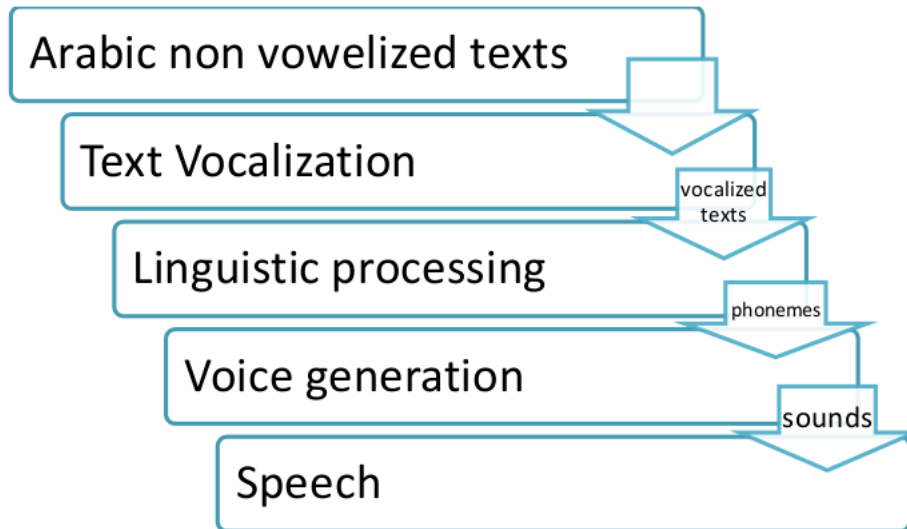 Arabic non vowelized texts
Text Vocalization
vocalized
texts
Linguistic processing
phonemes
Voice generation
sounds
Speech